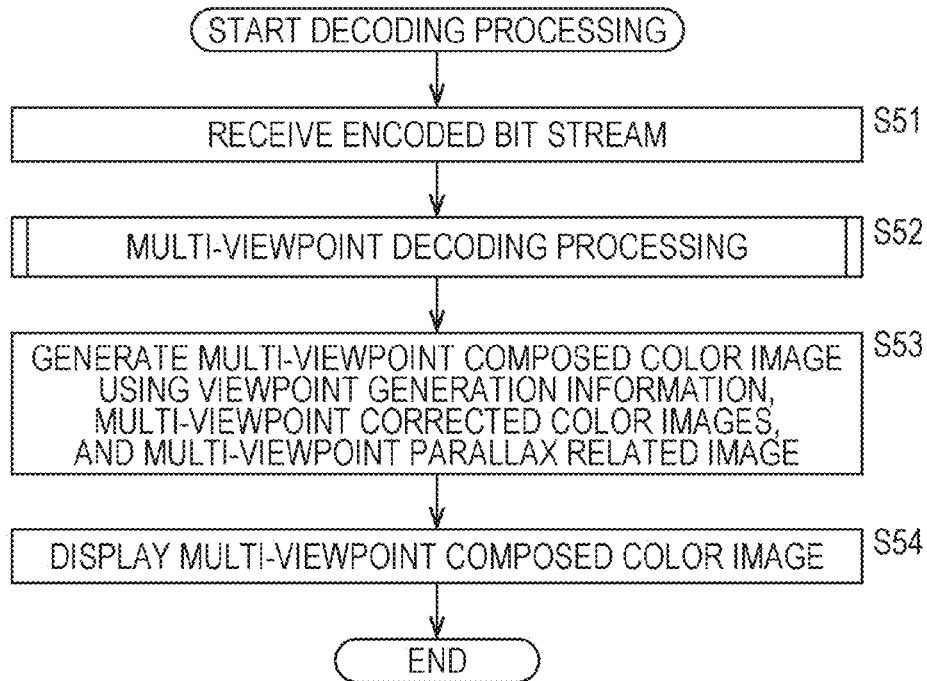 START DECODING PROCESSING
RECEIVE ENCODED BIT STREAM
S51
MULTI-VIEWPOINT DECODING PROCESSING
S52
GENERATE MULTI-VIEWPOINT COMPOSED COLOR IMAGE
S53
USING VIEWPOINT GENERATION INFORMATION,
MULTI-VIEWPOINT CORRECTED COLOR IMAGES,
AND MULTI-VIEWPOINT PARALLAX RELATED IMAGE
DISPLAY MULTI-VIEWPOINT COMPOSED COLOR IMAGE
S54
END